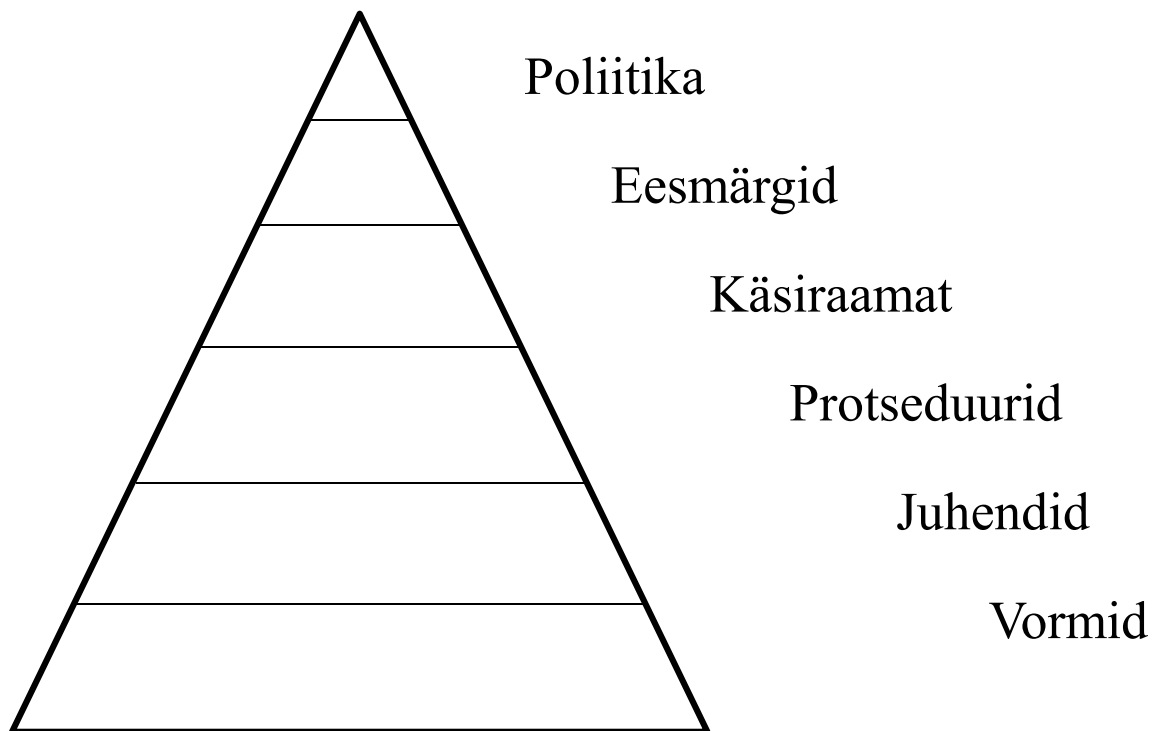 Poliitika
Eesmärgid
Käsiraamat
Protseduurid
Juhendid
Vormid